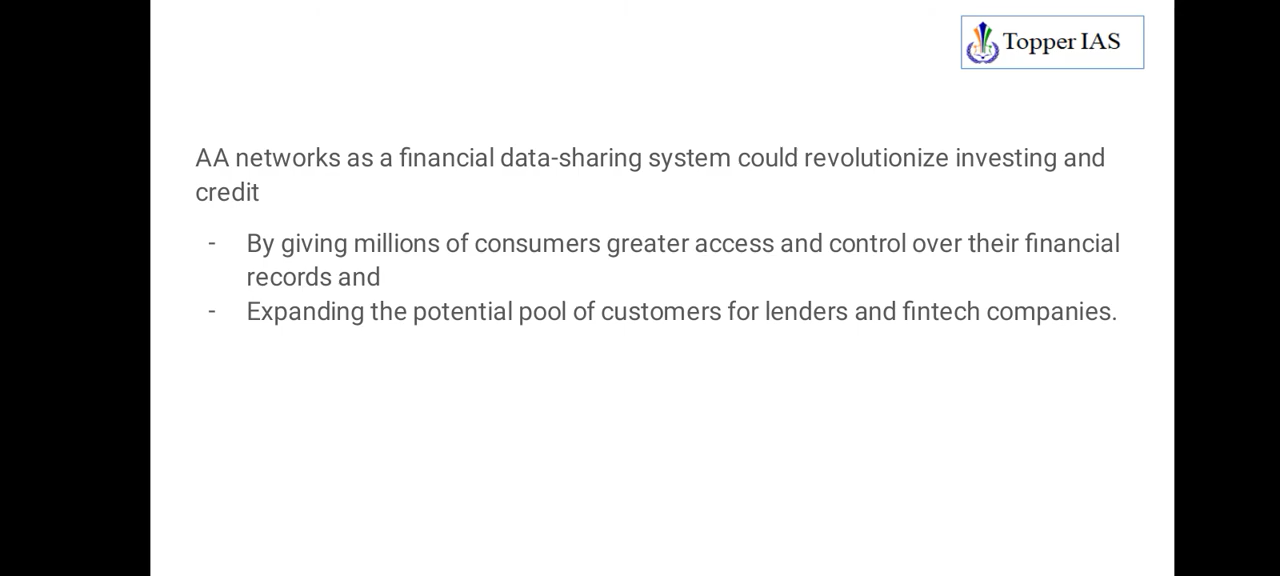 Topper IAS
AA networks as a financial data-sharing system could revolutionize investing and
credit
- By giving millions of consumers greater access and control over their financial
records and
- Expanding the potential pool of customers for lenders and fintech companies.